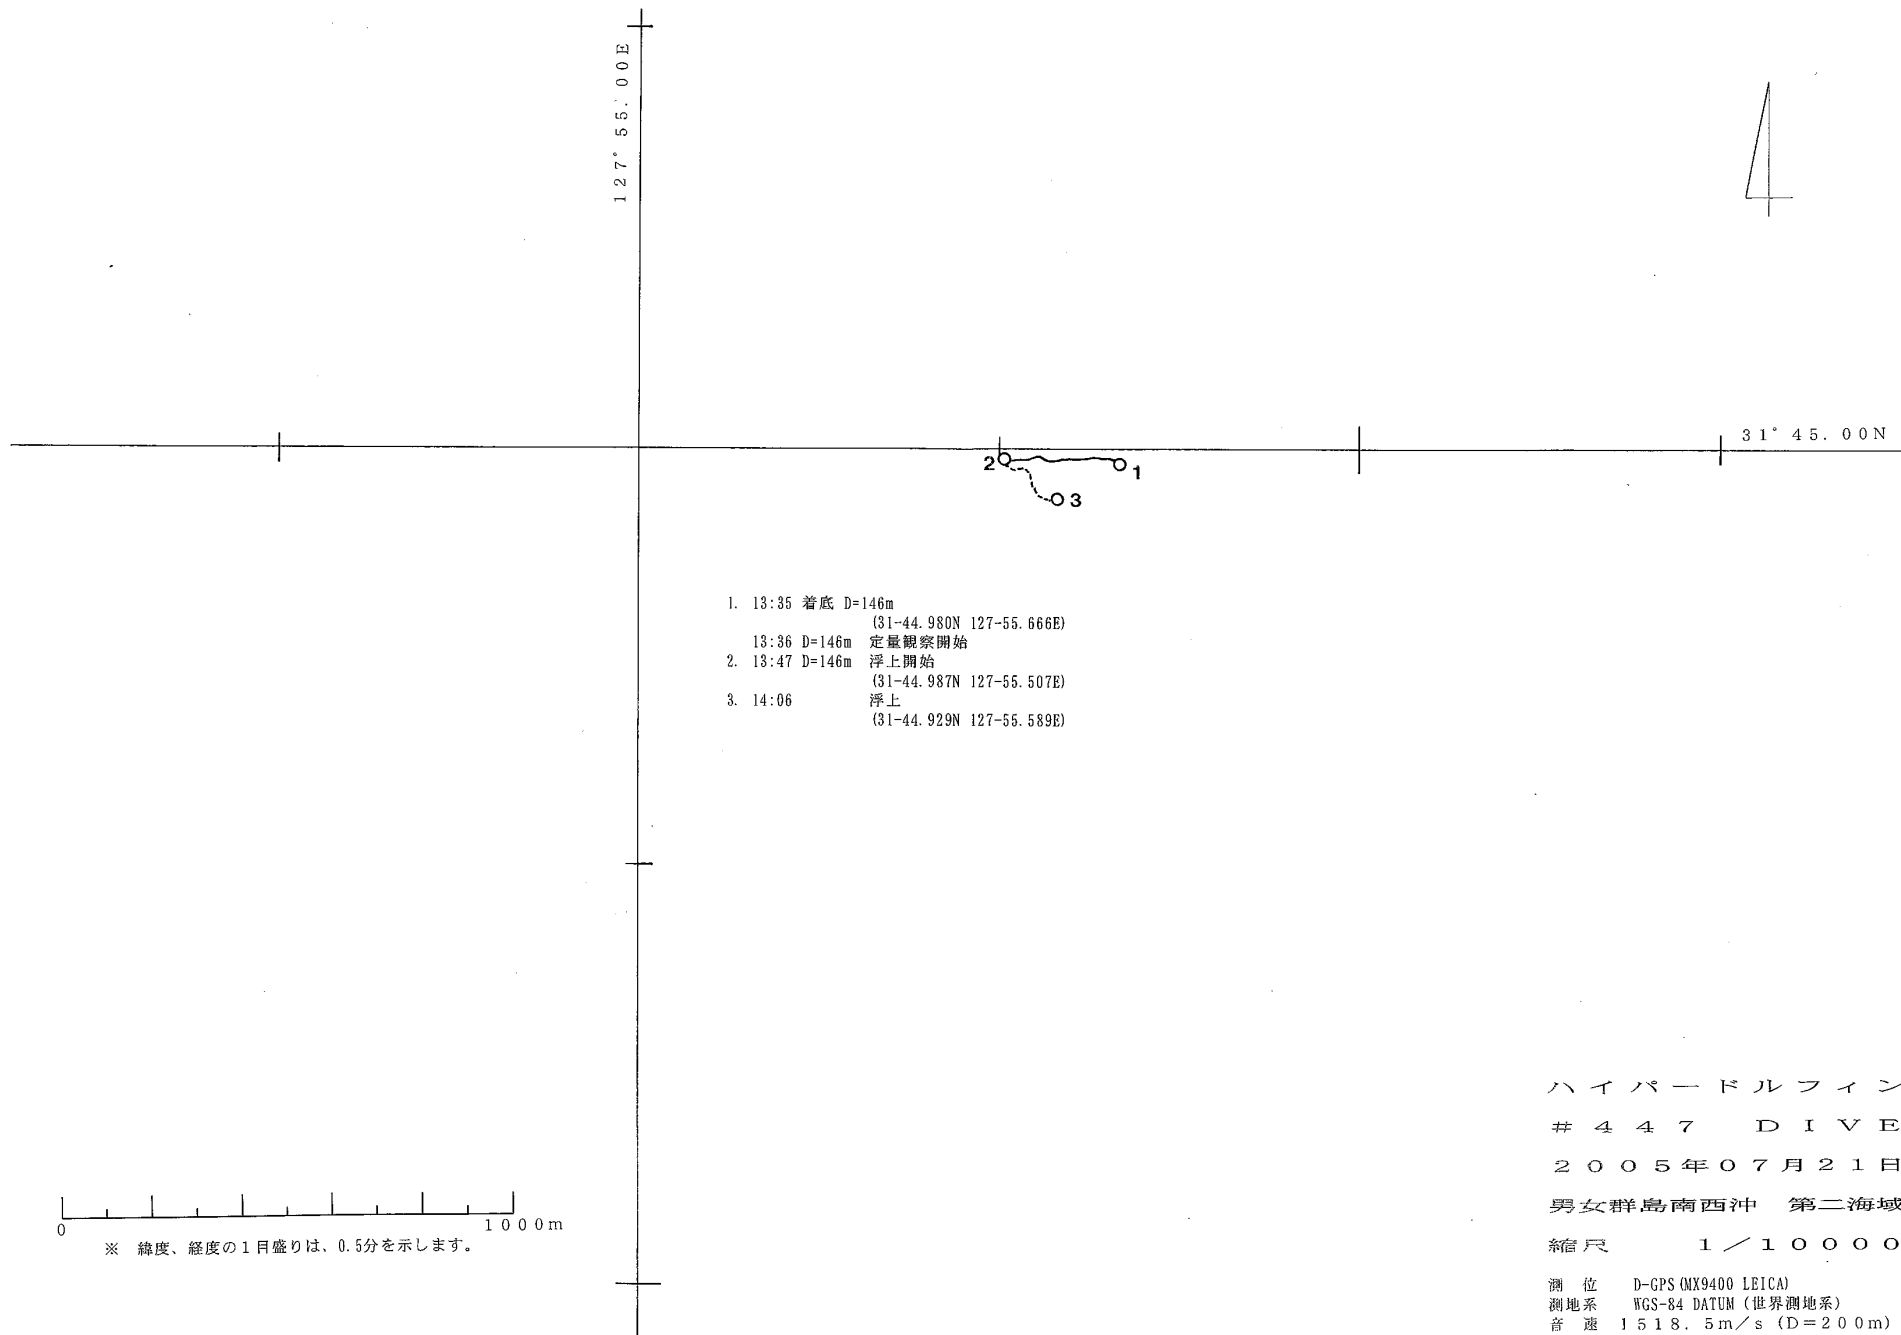 127° 55.00E
31° 45.00N
2
1
3
1. 13:35 着底 D=146m
(31-44.980N 127-55.666E)
13:36 D=146m 定量観察開始
2. 13:47 D=146m 浮上開始
(31-44.987N 127-55.507E)
3. 14:06 浮上
(31-44.929N 127-55.589E)
0 1000m
※ 緯度、経度の1目盛りは、0.5分を示します。
ハイパードルフィン
#447 DIVE
2005年07月21日
男女群島南西沖 第二海域
縮尺 1/10000
測位 D-GPS (MX9400 LEICA)
測地系 WGS-84 DATUM (世界測地系)
音速 1518.5m/s (D=200m)